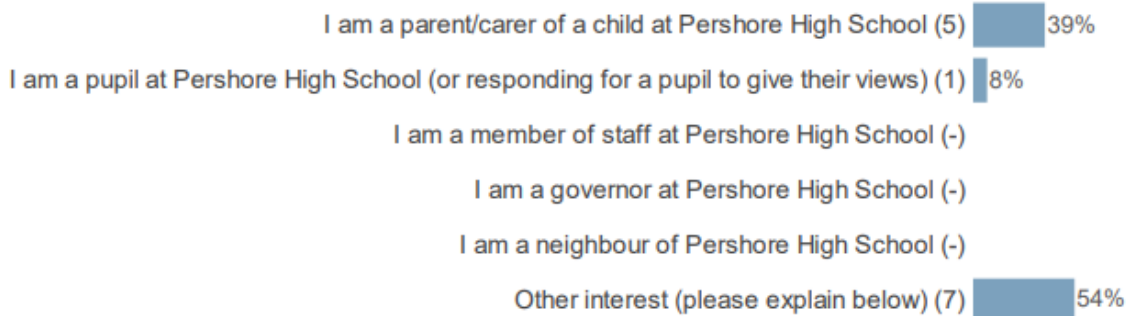 I am a parent/carer of a child at Pershore High School (5) 39%
I am a pupil at Pershore High School (or responding for a pupil to give their views) (1) 8%
I am a member of staff at Pershore High School (-)
I am a governor at Pershore High School (-)
I am a neighbour of Pershore High School (-)
Other interest (please explain below) (7) 54%